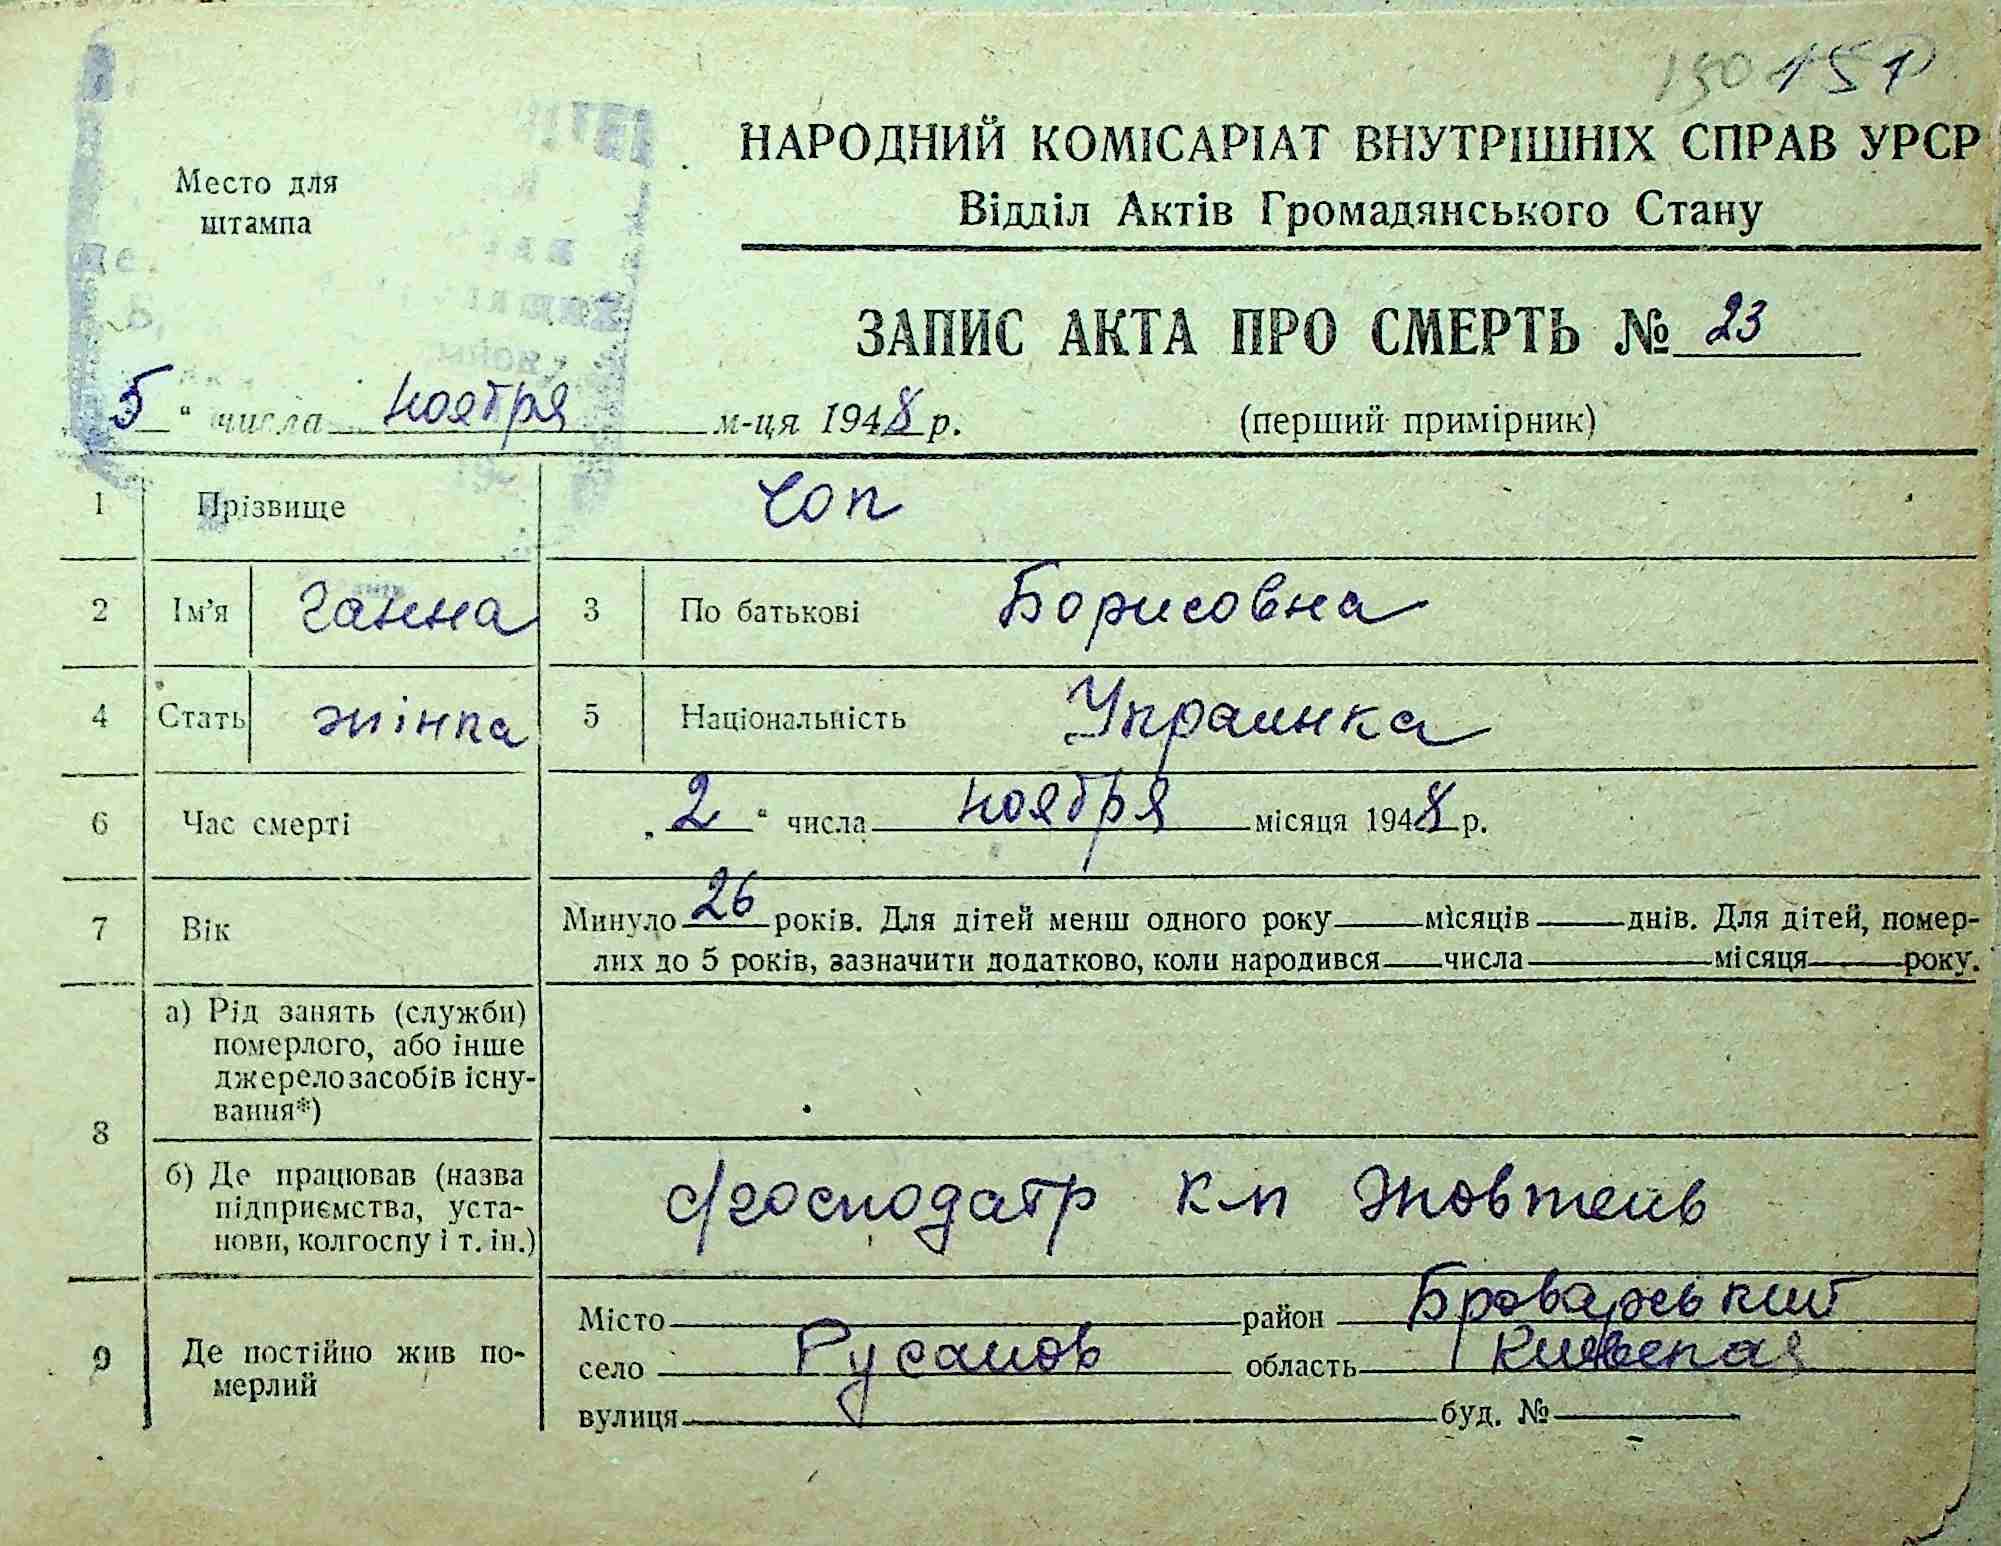 150 151
НАРОДНИЙ КОМІСАРІАТ ВНУТРІШНІХ СПРАВ УРСР
Відділ Актів Громадянського Стану
Место для
штампа
ЗАПИС АКТА ПРО СМЕРТЬ № 23
5 " числа ноября м-ця 1948 р.
(перший примірник)
1 Прізвище Чоп
2 Ім'я Ганна 3 По батькові Борисовна
4 Стать жінка 5 Національність Украинка
6 Час смерті „ 2 " числа ноября місяця 1948 р.
7 Вік Минуло 26 років. Для дітей менш одного року місяців днів. Для дітей, помер-
лих до 5 років, зазначити додатково, коли народився числа місяця року.
8 а) Рід занять (служби)
померлого, або інше
джерело засобів існу-
вання*)
б) Де працював (назва
підприємства, уста-
нови, колгоспу і т. ін.)
с/господатр к-п Жовтень
9 Де постійно жив по-
мерлий
Місто район Броварський
село Русанов область Киевская
вулиця буд. №